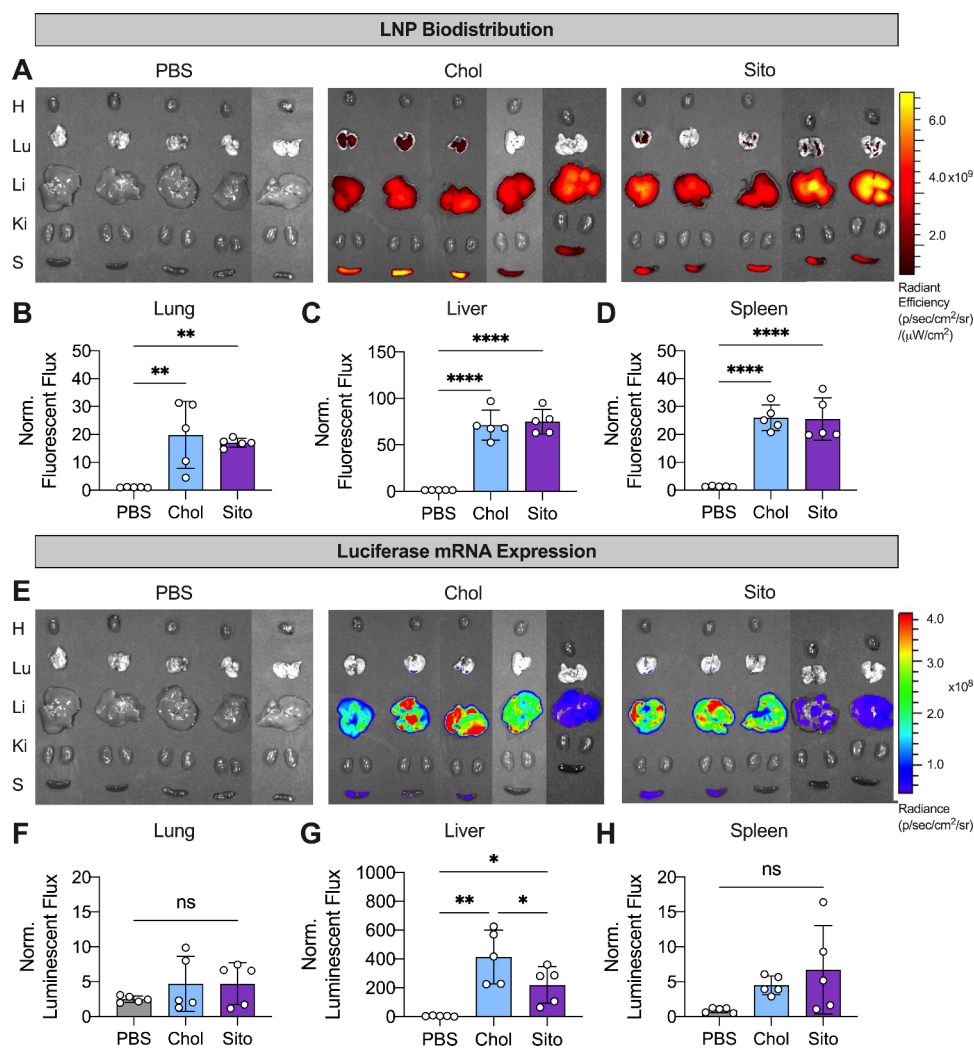 LNP Biodistribution
A PBS Chol Sito
H
Lu
Li
Ki
S
6.0
4.0 x10⁹
2.0
Radiant
Efficiency
(p/sec/cm²/sr)
/(μW/cm²)
B Lung
Norm.
Fluorescent Flux
50
40
30
20
10
0
**
**
PBS Chol Sito
C Liver
Norm.
Fluorescent Flux
150
100
50
0
****
****
PBS Chol Sito
D Spleen
Norm.
Fluorescent Flux
50
40
30
20
10
0
****
****
PBS Chol Sito
Luciferase mRNA Expression
E PBS Chol Sito
H
Lu
Li
Ki
S
4.0
3.0
x10⁸
2.0
1.0
Radiance
(p/sec/cm²/sr)
F Lung
Norm.
Luminescent Flux
20
15
10
5
0
ns
PBS Chol Sito
G Liver
Norm.
Luminescent Flux
1000
800
600
400
200
0
*
** *
PBS Chol Sito
H Spleen
Norm.
Luminescent Flux
20
15
10
5
0
ns
PBS Chol Sito